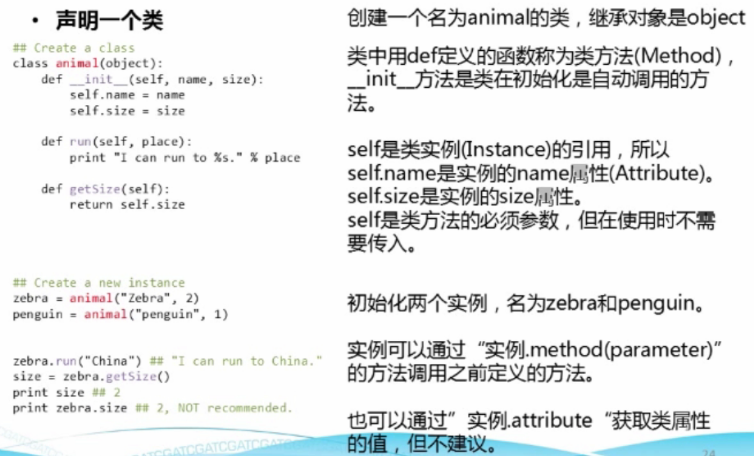 • 声明一个类
## Create a class
class animal(object):
    def __init__(self, name, size):
        self.name = name
        self.size = size

    def run(self, place):
        print "I can run to %s." % place

    def getSize(self):
        return self.size

## Create a new instance
zebra = animal("Zebra", 2)
penguin = animal("penguin", 1)

zebra.run("China") ## "I can run to China."
size = zebra.getSize()
print size ## 2
print zebra.size ## 2, NOT recommended.

创建一个名为animal的类，继承对象是object
类中用def定义的函数称为类方法(Method)，
__init__方法是类在初始化是自动调用的方
法。
self是类实例(Instance)的引用，所以
self.name是实例的name属性(Attribute)。
self.size是实例的size属性。
self是类方法的必须参数，但在使用时不需
要传入。
初始化两个实例，名为zebra和penguin。
实例可以通过“实例.method(parameter)”
的方法调用之前定义的方法。
也可以通过”实例.attribute“获取类属性
的值，但不建议。
24